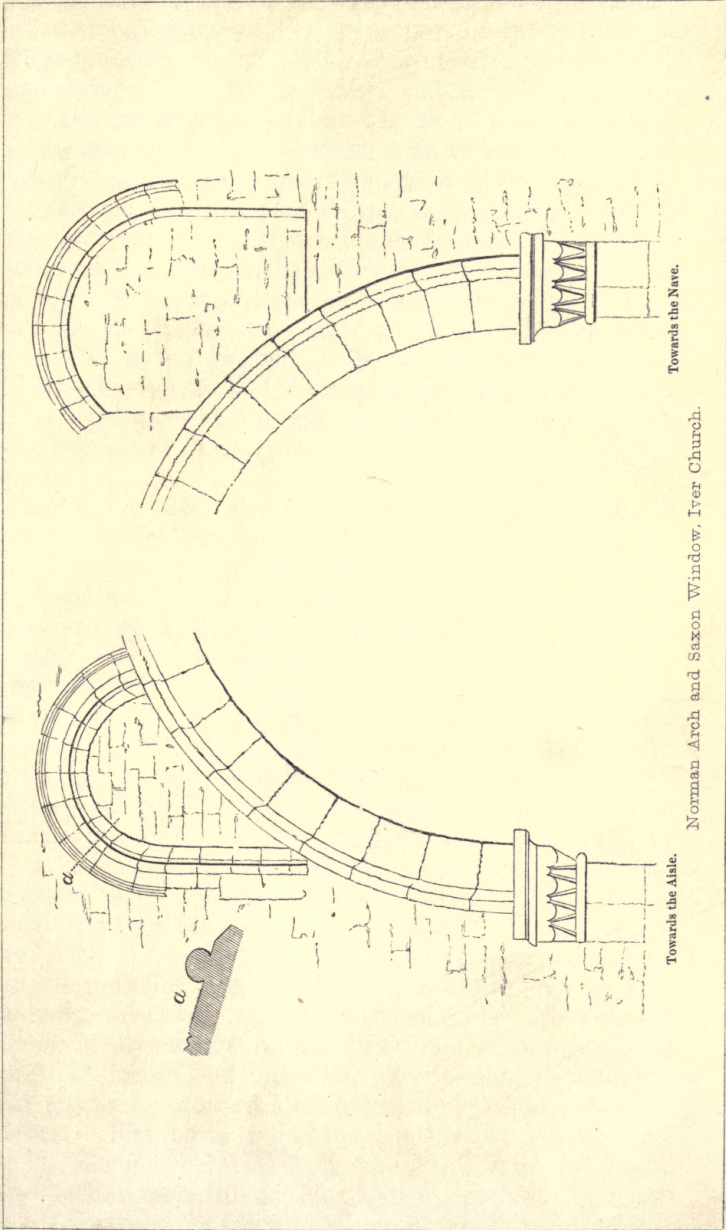 a
a
Towards the Aisle.
Towards the Nave.
Norman Arch and Saxon Window, Iver Church.